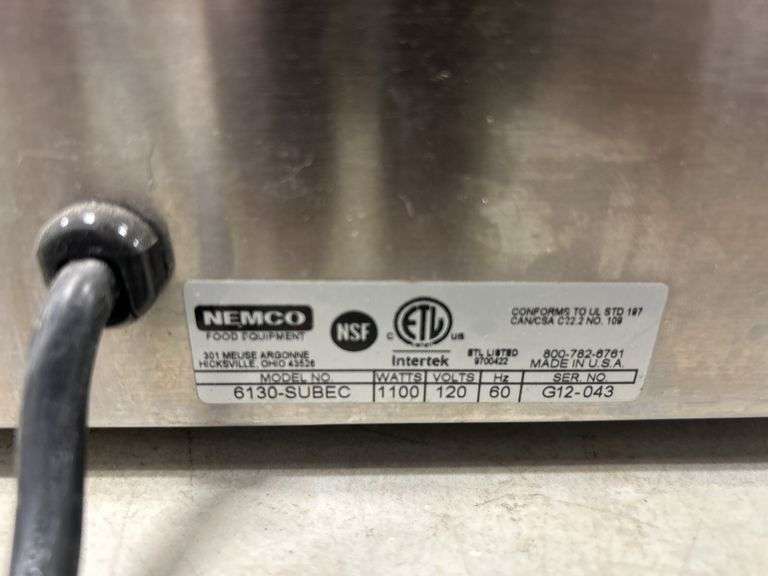 NEMCO
FOOD EQUIPMENT
301 MEUSE ARGONNE
HICKSVILLE, OHIO 43526
NSF
C ETL US
Intertek
ETL LISTED
9700422
CONFORMS TO UL STD 197
CAN/CSA C22.2 NO. 109
800-782-6761
MADE IN U.S.A.
MODEL NO. WATTS VOLTS Hz SER. NO.
6130-SUBEC 1100 120 60 G12-043